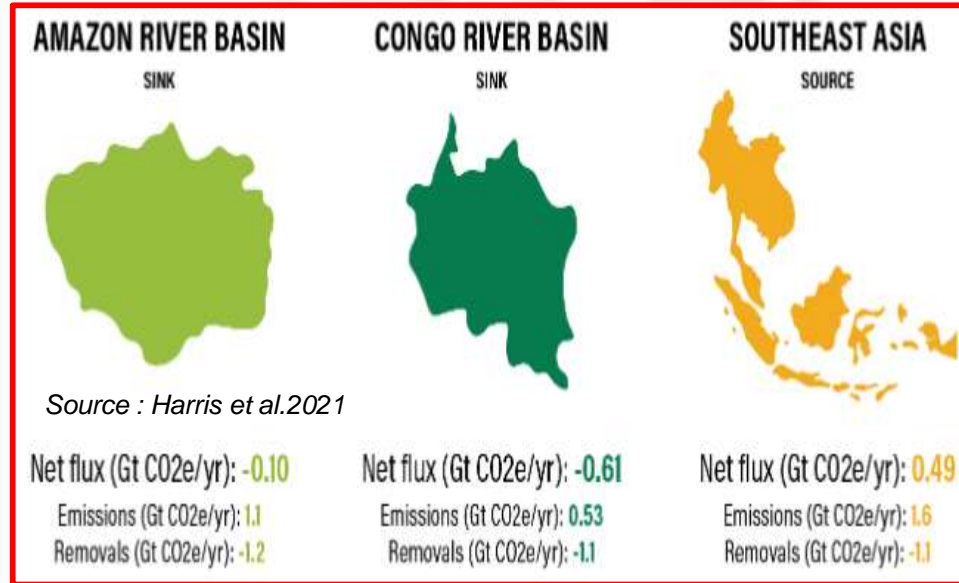 AMAZON RIVER BASIN
SINK
CONGO RIVER BASIN
SINK
SOUTHEAST ASIA
SOURCE
Source : Harris et al.2021
Net flux (Gt CO2e/yr): -0.10
Emissions (Gt CO2e/yr): 1.1
Removals (Gt CO2e/yr): -1.2
Net flux (Gt CO2e/yr): -0.61
Emissions (Gt CO2e/yr): 0.53
Removals (Gt CO2e/yr): -1.1
Net flux (Gt CO2e/yr): 0.49
Emissions (Gt CO2e/yr): 1.6
Removals (Gt CO2e/yr): -1.1